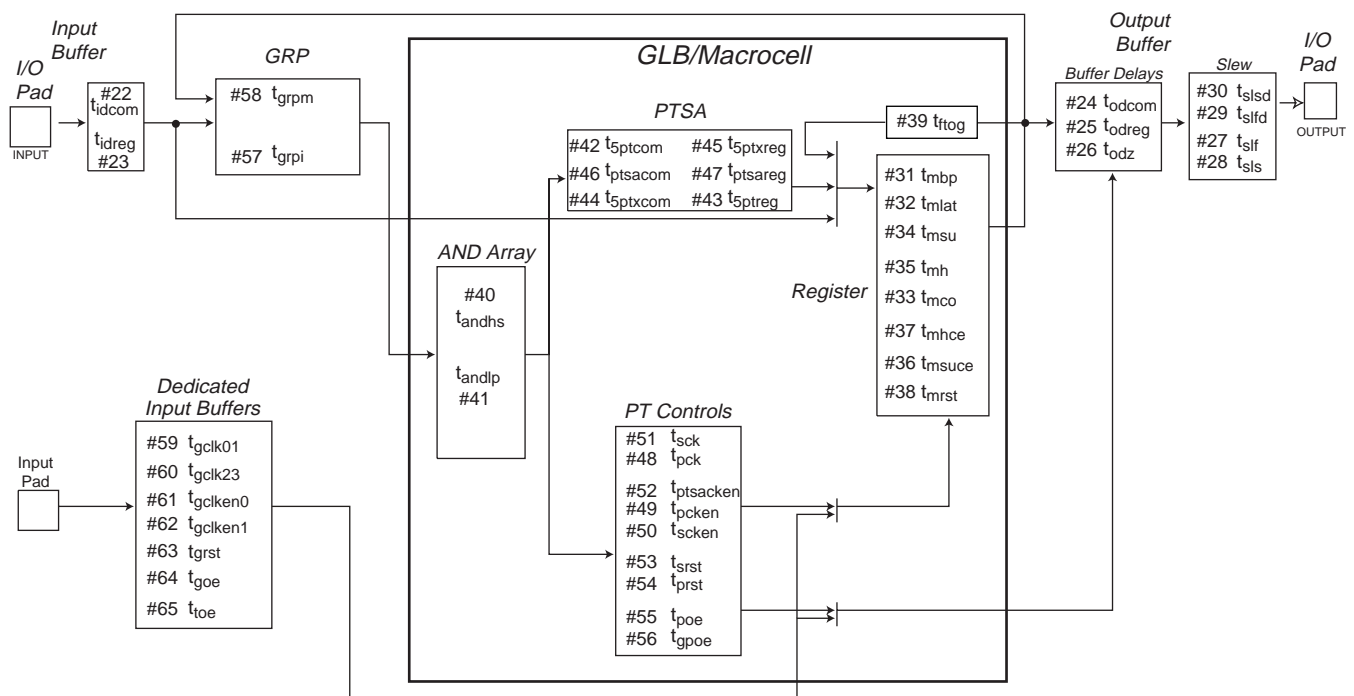 Input
Buffer
I/O
Pad
INPUT
#22
tidcom
tidreg
#23
GRP
#58 tgrpm
#57 tgrpi
GLB/Macrocell
PTSA
#42 t5ptcom #45 t5ptxreg
#46 tptsacom #47 tptsareg
#44 t5ptxcom #43 t5ptreg
#39 tftog
AND Array
#40
tandhs
tandlp
#41
Register
#31 tmbp
#32 tmlat
#34 tmsu
#35 tmh
#33 tmco
#37 tmhce
#36 tmsuce
#38 tmrst
Output
Buffer
Buffer Delays
#24 todcom
#25 todreg
#26 todz
Slew
#30 tslsd
#29 tslfd
#27 tslf
#28 tsls
I/O
Pad
OUTPUT
Dedicated
Input Buffers
Input
Pad
#59 tgclk01
#60 tgclk23
#61 tgclken0
#62 tgclken1
#63 tgrst
#64 tgoe
#65 ttoe
PT Controls
#51 tsck
#48 tpck
#52 tptsacken
#49 tpcken
#50 tscken
#53 tsrst
#54 tprst
#55 tpoe
#56 tgpoe